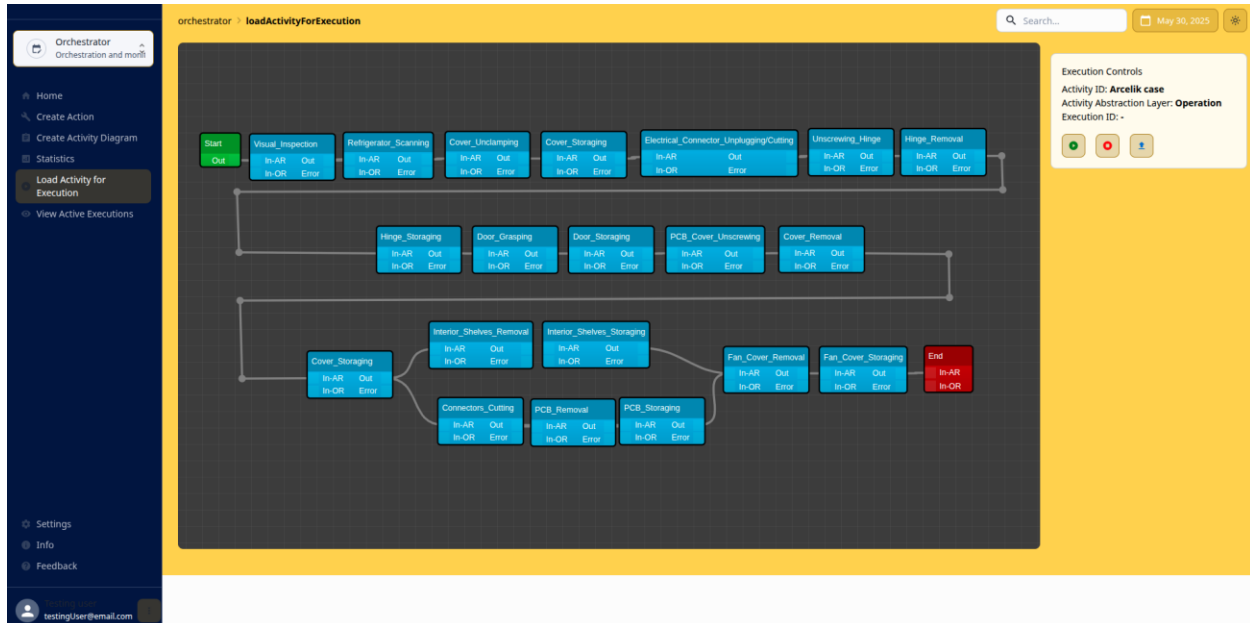 Orchestrator
Orchestration and monit
Home
Create Action
Create Activity Diagram
Statistics
Load Activity for
Execution
View Active Executions
Settings
Info
Feedback
Testing user
testingUser@email.com
orchestrator > loadActivityForExecution
Search...
May 30, 2025
Start
Out
Visual_Inspection
In-AR Out
In-OR Error
Refrigerator_Scanning
In-AR Out
In-OR Error
Cover_Unclamping
In-AR Out
In-OR Error
Cover_Storaging
In-AR Out
In-OR Error
Electrical_Connector_Unplugging/Cutting
In-AR Out
In-OR Error
Unscrewing_Hinge
In-AR Out
In-OR Error
Hinge_Removal
In-AR Out
In-OR Error
Hinge_Storaging
In-AR Out
In-OR Error
Door_Grasping
In-AR Out
In-OR Error
Door_Storaging
In-AR Out
In-OR Error
PCB_Cover_Unscrewing
In-AR Out
In-OR Error
Cover_Removal
In-AR Out
In-OR Error
Cover_Storaging
In-AR Out
In-OR Error
Interior_Shelves_Removal
In-AR Out
In-OR Error
Interior_Shelves_Storaging
In-AR Out
In-OR Error
Connectors_Cutting
In-AR Out
In-OR Error
PCB_Removal
In-AR Out
In-OR Error
PCB_Storaging
In-AR Out
In-OR Error
Fan_Cover_Removal
In-AR Out
In-OR Error
Fan_Cover_Storaging
In-AR Out
In-OR Error
End
In-AR
In-OR
Execution Controls
Activity ID: Arcelik case
Activity Abstraction Layer: Operation
Execution ID: -